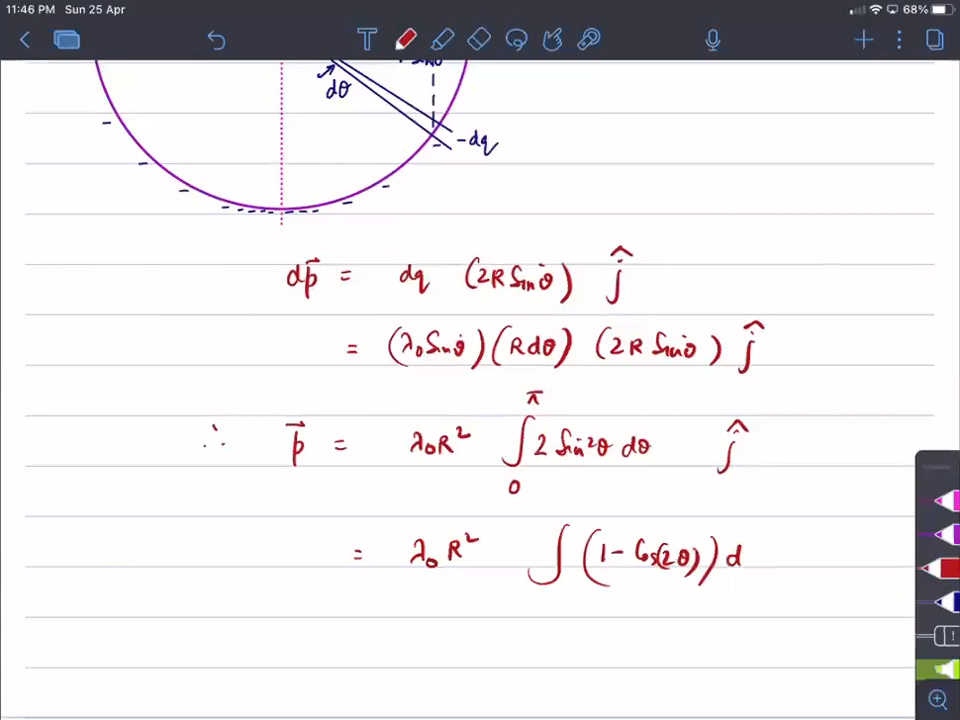 11:46 PM Sun 25 Apr 68%
T
dθ
-dq
dp⃗ = dq (2R Sinθ) ĵ
= (λ₀Sinθ)(Rdθ) (2R Sinθ) ĵ
∴ p⃗ = λ₀R² ∫₀^π 2 Sin²θ dθ ĵ
= λ₀ R² ∫ (1 - Cos(2θ)) d